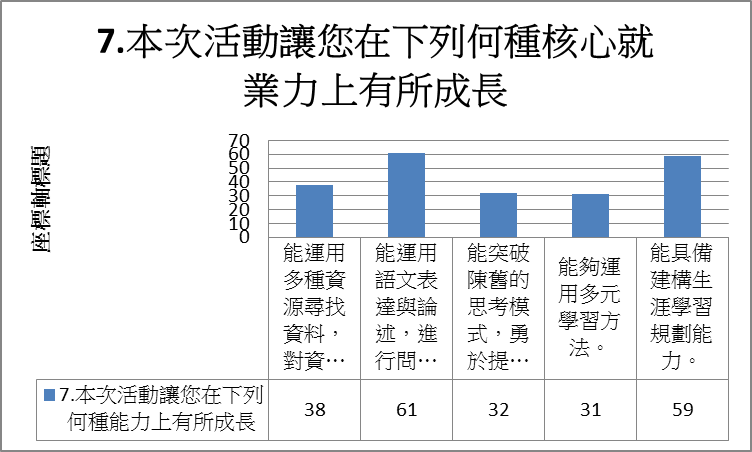 7.本次活動讓您在下列何種核心就
業力上有所成長
座標軸標題
70
60
50
40
30
20
10
0
能運用
多種資
源尋找
資料，
對資…
能運用
語文表
達與論
述，進
行問…
能突破
陳舊的
思考模
式，勇
於提…
能夠運
用多元
學習方
法。
能具備
建構生
涯學習
規劃能
力。
7.本次活動讓您在下列
何種能力上有所成長
38 61 32 31 59